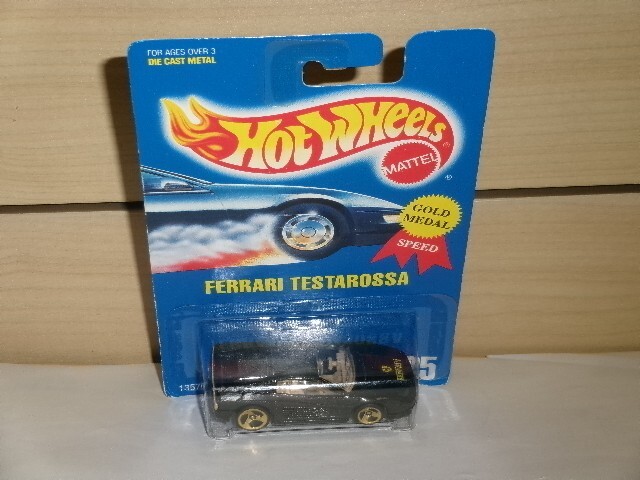 FOR AGES OVER 3
DIE CAST METAL
HOT WHEELS
MATTEL
GOLD
MEDAL
SPEED
FERRARI TESTAROSSA